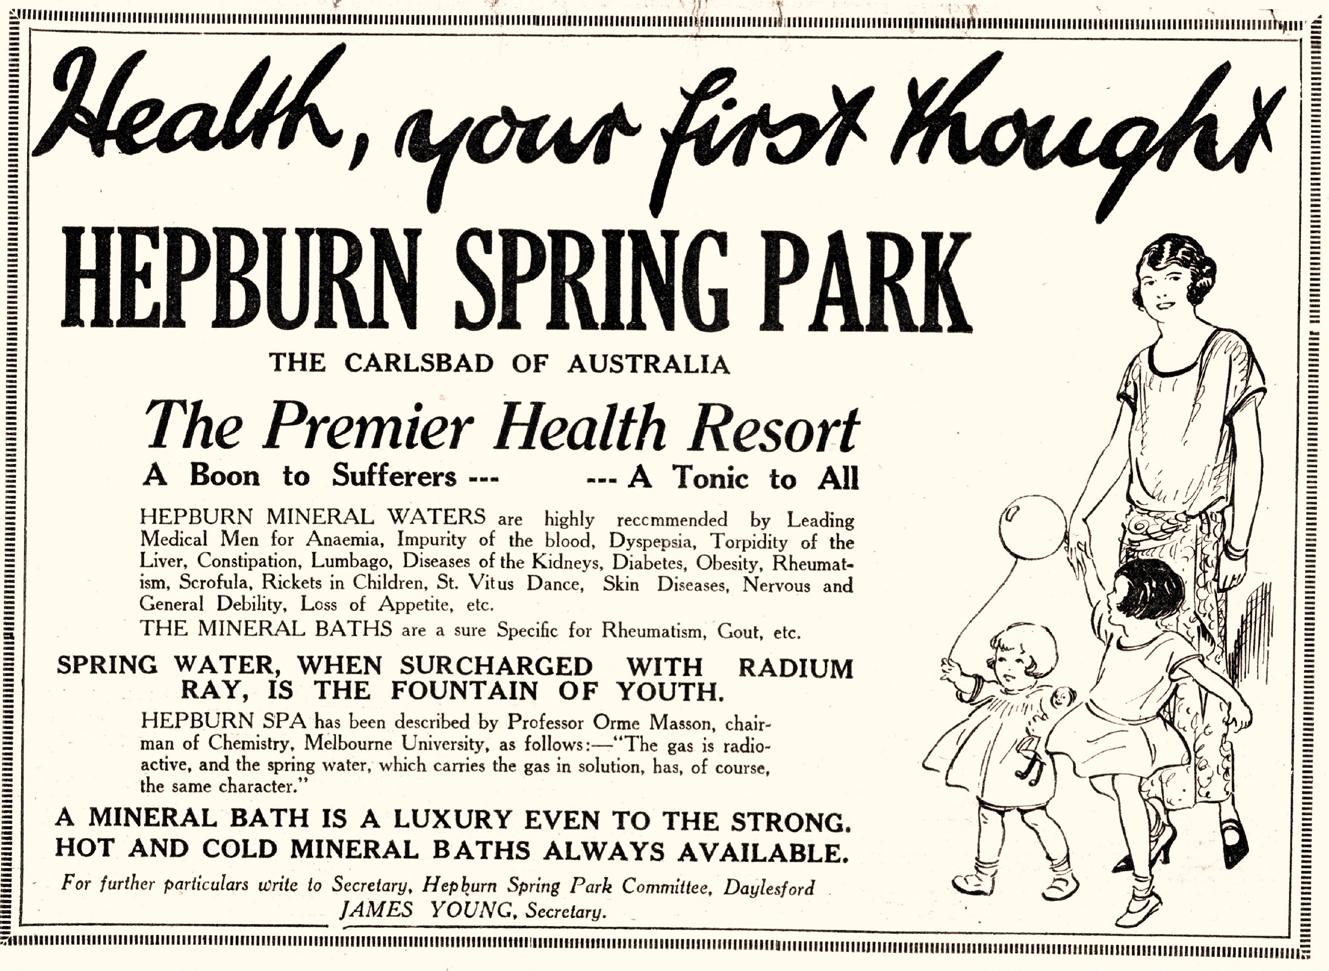 Health, your first thought
HEPBURN SPRING PARK
THE CARLSBAD OF AUSTRALIA
The Premier Health Resort
A Boon to Sufferers --- --- A Tonic to All
HEPBURN MINERAL WATERS are highly reccmmended by Leading
Medical Men for Anaemia, Impurity of the blood, Dyspepsia, Torpidity of the
Liver, Constipation, Lumbago, Diseases of the Kidneys, Diabetes, Obesity, Rheumat-
ism, Scrofula, Rickets in Children, St. Vitus Dance, Skin Diseases, Nervous and
General Debility, Loss of Appetite, etc.
THE MINERAL BATHS are a sure Specific for Rheumatism, Gout, etc.
SPRING WATER, WHEN SURCHARGED WITH RADIUM
RAY, IS THE FOUNTAIN OF YOUTH.
HEPBURN SPA has been described by Professor Orme Masson, chair-
man of Chemistry, Melbourne University, as follows:—“The gas is radio-
active, and the spring water, which carries the gas in solution, has, of course,
the same character.”
A MINERAL BATH IS A LUXURY EVEN TO THE STRONG.
HOT AND COLD MINERAL BATHS ALWAYS AVAILABLE.
For further particulars write to Secretary, Hepburn Spring Park Committee, Daylesford
JAMES YOUNG, Secretary.